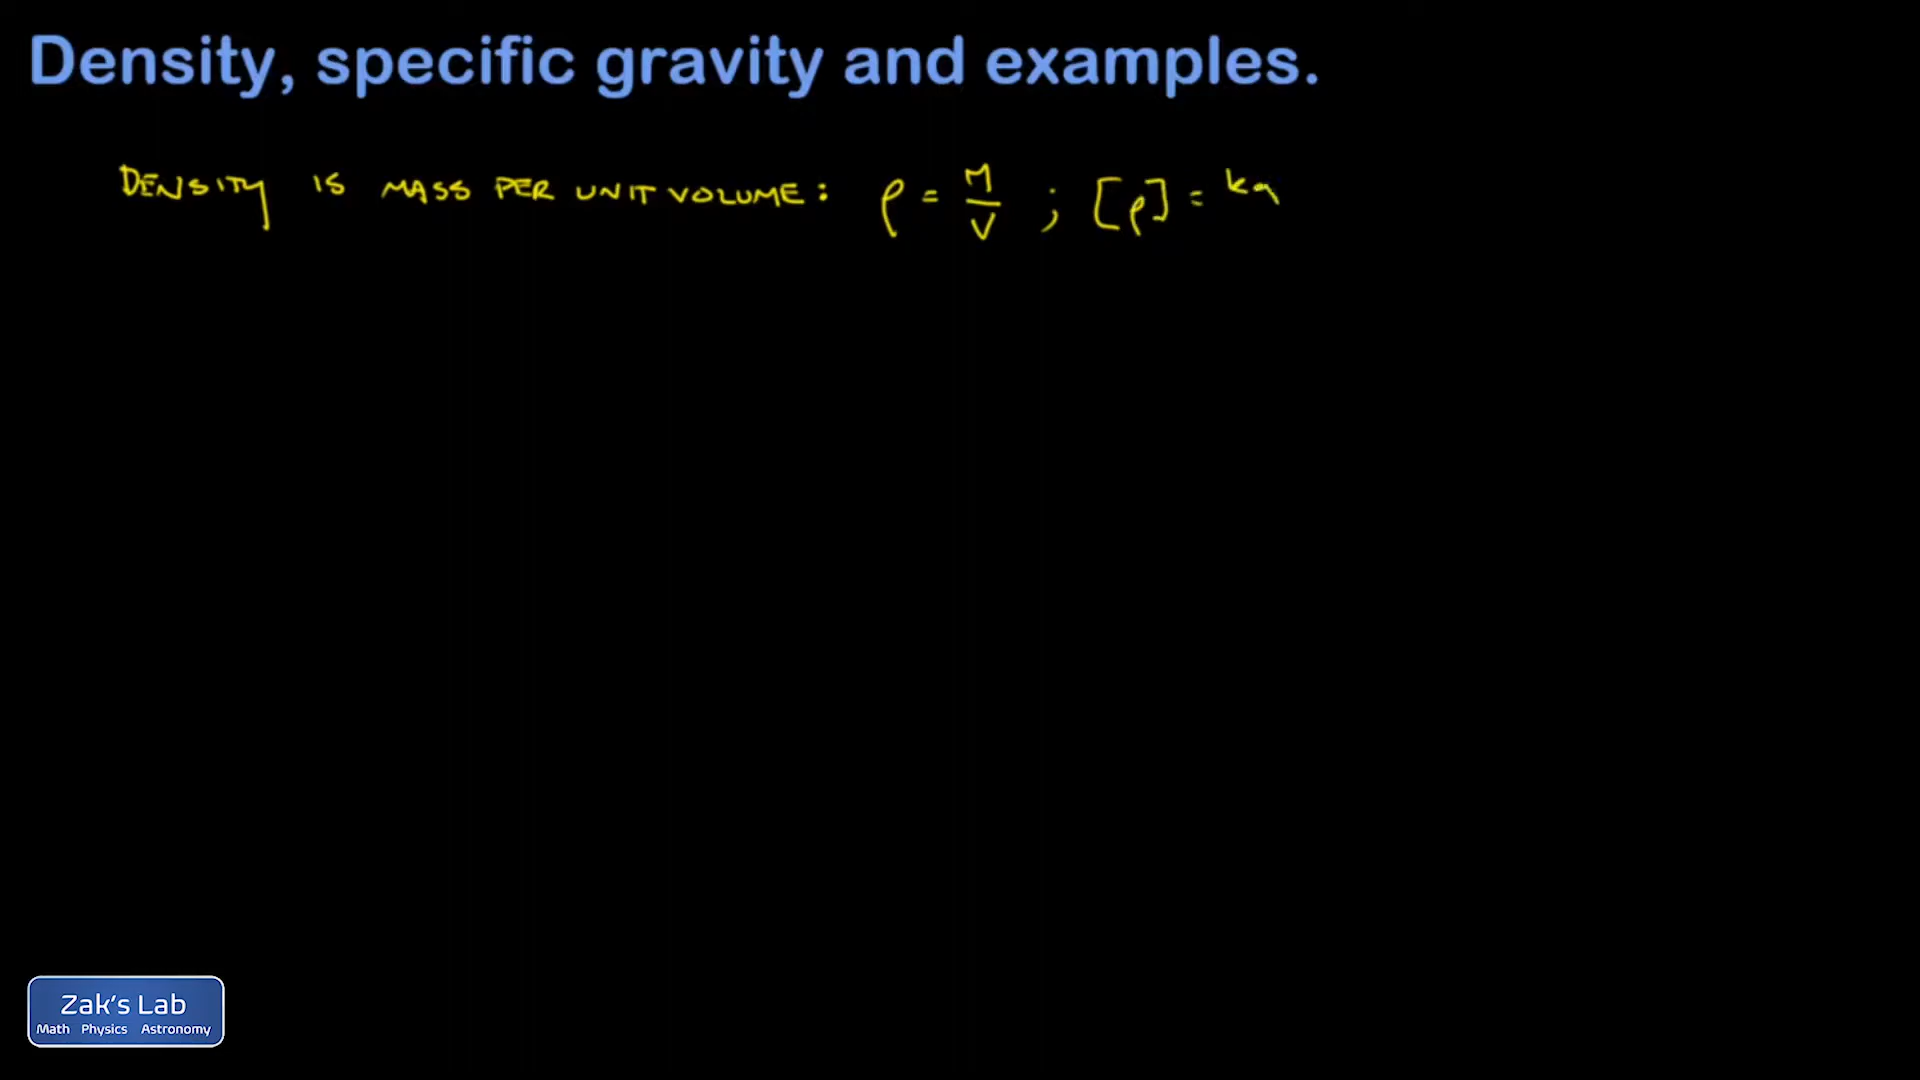 Density, specific gravity and examples.
DENSITY IS MASS PER UNIT VOLUME: ρ = M/V ; [ρ] = kg
Zak's Lab
Math Physics Astronomy